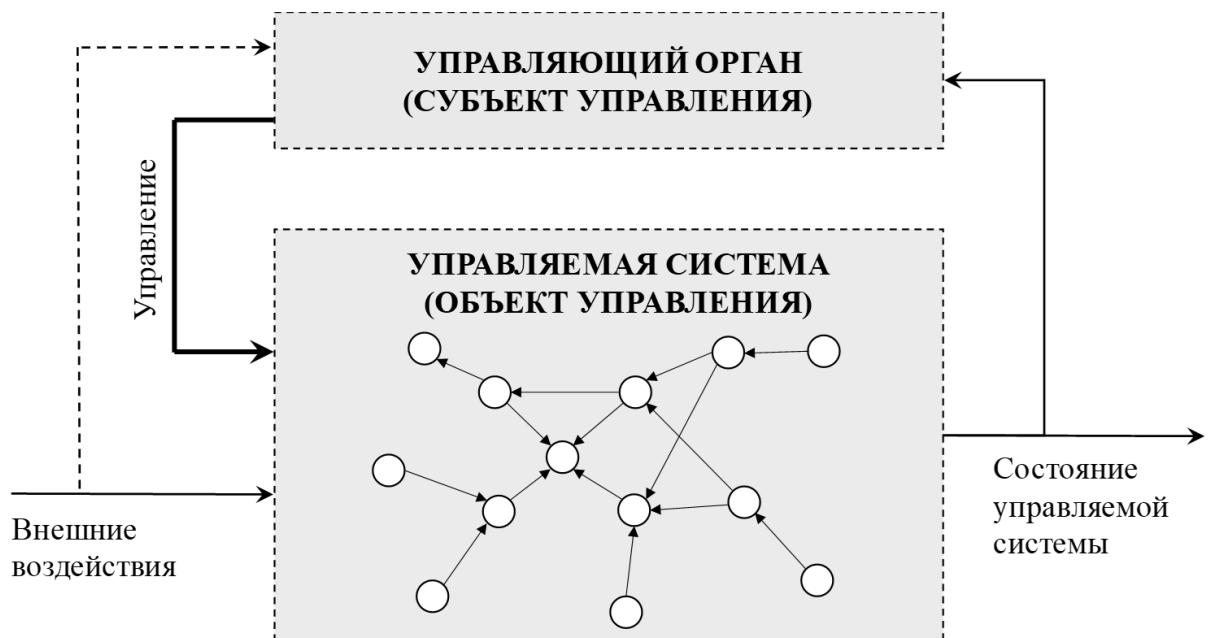 УПРАВЛЯЮЩИЙ ОРГАН
(СУБЪЕКТ УПРАВЛЕНИЯ)
Управление
УПРАВЛЯЕМАЯ СИСТЕМА
(ОБЪЕКТ УПРАВЛЕНИЯ)
Внешние
воздействия
Состояние
управляемой
системы